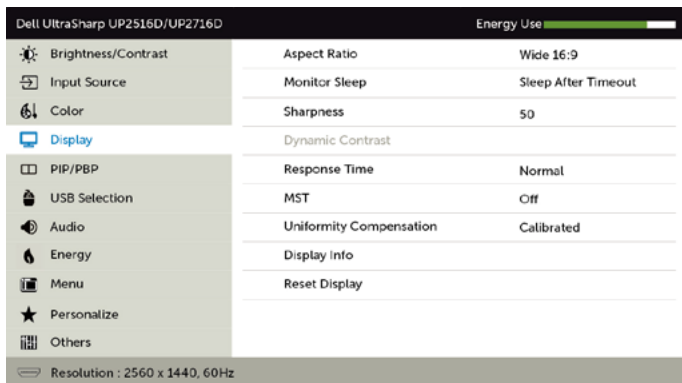 Dell UltraSharp UP2516D/UP2716D Energy Use
Brightness/Contrast Aspect Ratio Wide 16:9
Input Source Monitor Sleep Sleep After Timeout
Color Sharpness 50
Display Dynamic Contrast
PIP/PBP Response Time Normal
USB Selection MST Off
Audio Uniformity Compensation Calibrated
Energy Display Info
Menu Reset Display
Personalize
Others
Resolution : 2560 x 1440, 60Hz